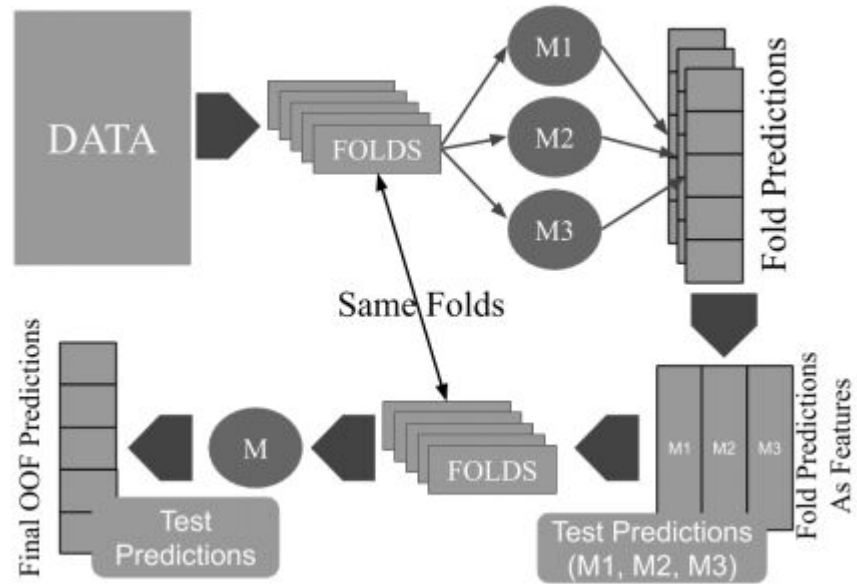 DATA
FOLDS
M1
M2
M3
Fold Predictions
Same Folds
Final OOF Predictions
M
FOLDS
M1
M2
M3
Fold Predictions
As Features
Test
Predictions
Test Predictions
(M1, M2, M3)